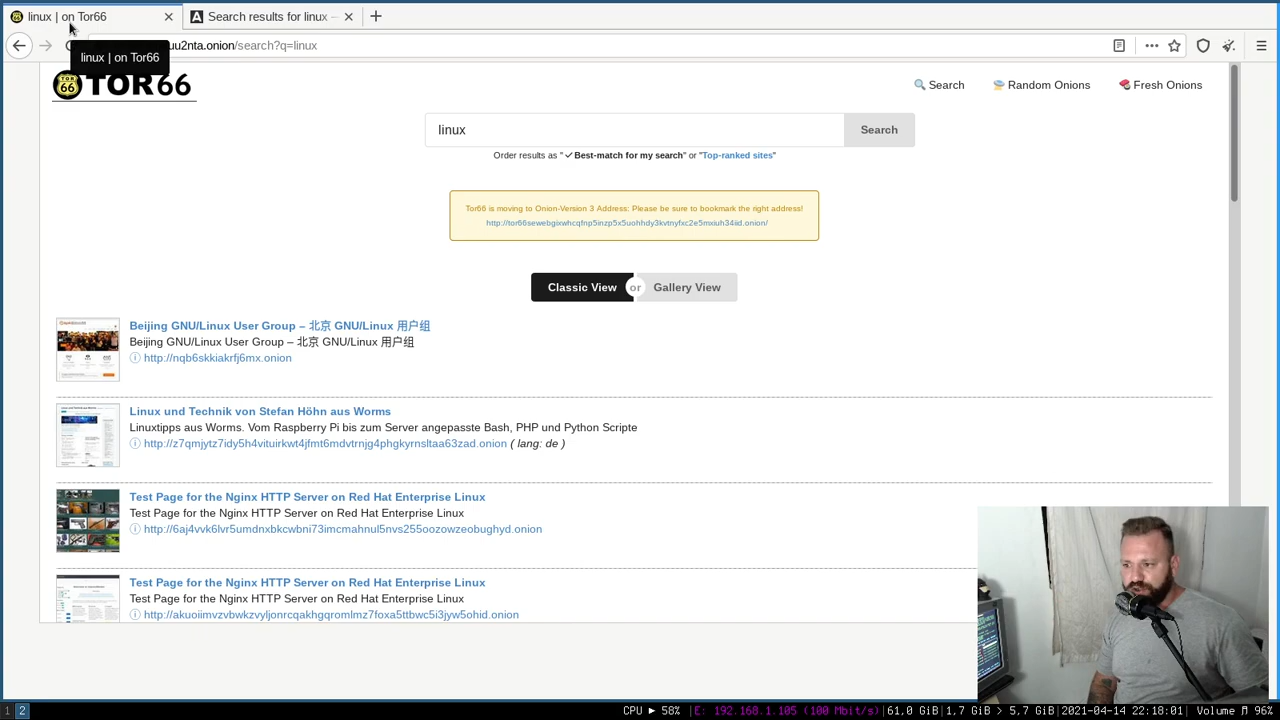 linux | on Tor66
Search results for linux
uu2nta.onion/search?q=linux
linux | on Tor66
TOR 66
TOR66
Search
Random Onions
Fresh Onions
linux
Search
Order results as "✓ Best-match for my search" or "Top-ranked sites"
Tor66 is moving to Onion-Version 3 Address: Please be sure to bookmark the right address!
http://tor66sewebgixwhcqfnp5inzp5x5uohhdy3kvtnyfxc2e5mxiuh34iid.onion/
Classic View or Gallery View
Beijing GNU/Linux User Group – 北京 GNU/Linux 用户组
Beijing GNU/Linux User Group – 北京 GNU/Linux 用户组
http://nqb6skkiakrfj6mx.onion
Linux und Technik von Stefan Höhn aus Worms
Linuxtipps aus Worms. Vom Raspberry Pi bis zum Server angepasste Bash, PHP und Python Scripte
http://z7qmjytz7idy5h4vituirkwt4jfmt6mdvtrnjg4phgkyrnsltaa63zad.onion ( lang: de )
Test Page for the Nginx HTTP Server on Red Hat Enterprise Linux
Test Page for the Nginx HTTP Server on Red Hat Enterprise Linux
http://6aj4vvk6lvr5umdnxbkcwbni73imcmahnul5nvs255oozowzeobughyd.onion
Test Page for the Nginx HTTP Server on Red Hat Enterprise Linux
Test Page for the Nginx HTTP Server on Red Hat Enterprise Linux
http://akuoiimvzvbwkzvyljonrcqakhgqromlmz7foxa5ttbwc5i3jyw5ohid.onion
1 2 CPU ► 58% |E: 192.168.1.105 (100 Mbit/s)|61,0 GiB|1,7 GiB > 5,7 GiB|2021-04-14 22:18:01| Volume ♬ 96%